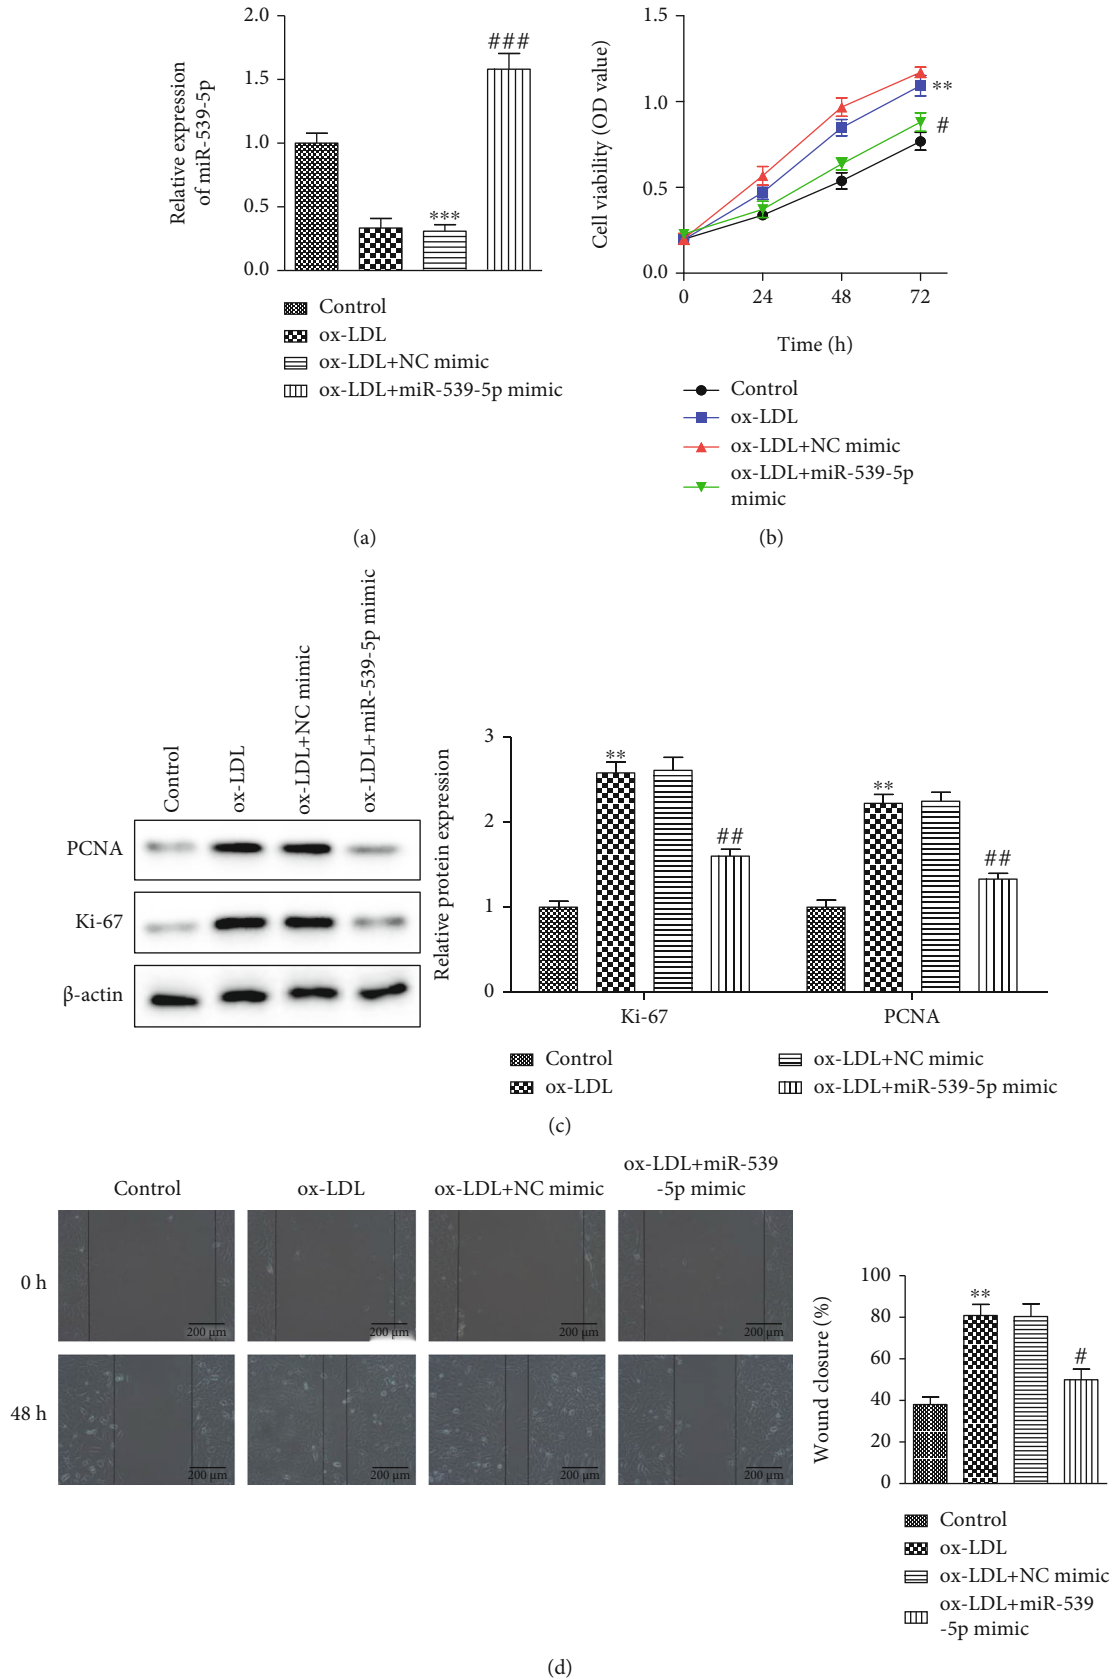 2.0
1.5
1.0
0.5
0.0
Relative expression
of miR-539-5p
***
###
Control
ox-LDL
ox-LDL+NC mimic
ox-LDL+miR-539-5p mimic
(a)
1.5
1.0
0.5
0.0
Cell viability (OD value)
**
#
0 24 48 72
Time (h)
Control
ox-LDL
ox-LDL+NC mimic
ox-LDL+miR-539-5p
mimic
(b)
Control
ox-LDL
ox-LDL+NC mimic
ox-LDL+miR-539-5p mimic
PCNA
Ki-67
β-actin
Relative protein expression
3
2
1
0
**
##
**
##
Ki-67 PCNA
Control
ox-LDL
ox-LDL+NC mimic
ox-LDL+miR-539-5p mimic
(c)
Control
ox-LDL
ox-LDL+NC mimic
ox-LDL+miR-539
-5p mimic
0 h
200 μm
200 μm
200 μm
200 μm
48 h
200 μm
200 μm
200 μm
200 μm
Wound closure (%)
100
80
60
40
20
0
**
#
Control
ox-LDL
ox-LDL+NC mimic
ox-LDL+miR-539
-5p mimic
(d)